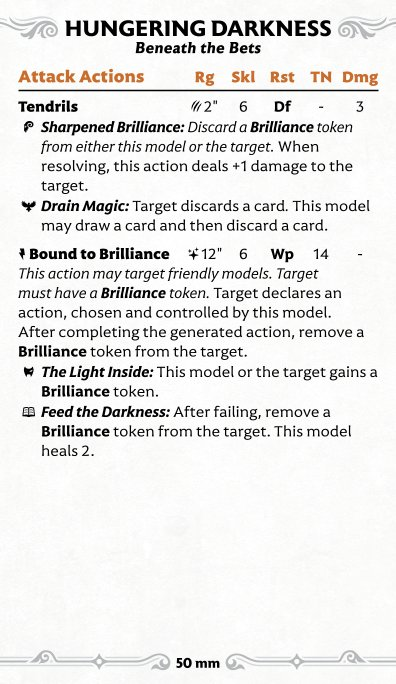 HUNGERING DARKNESS
Beneath the Bets
Attack Actions Rg Skl Rst TN Dmg
Tendrils 2" 6 Df - 3
Sharpened Brilliance: Discard a Brilliance token
from either this model or the target. When
resolving, this action deals +1 damage to the
target.
Drain Magic: Target discards a card. This model
may draw a card and then discard a card.
Bound to Brilliance 12" 6 Wp 14 -
This action may target friendly models. Target
must have a Brilliance token. Target declares an
action, chosen and controlled by this model.
After completing the generated action, remove a
Brilliance token from the target.
The Light Inside: This model or the target gains a
Brilliance token.
Feed the Darkness: After failing, remove a
Brilliance token from the target. This model
heals 2.
50 mm